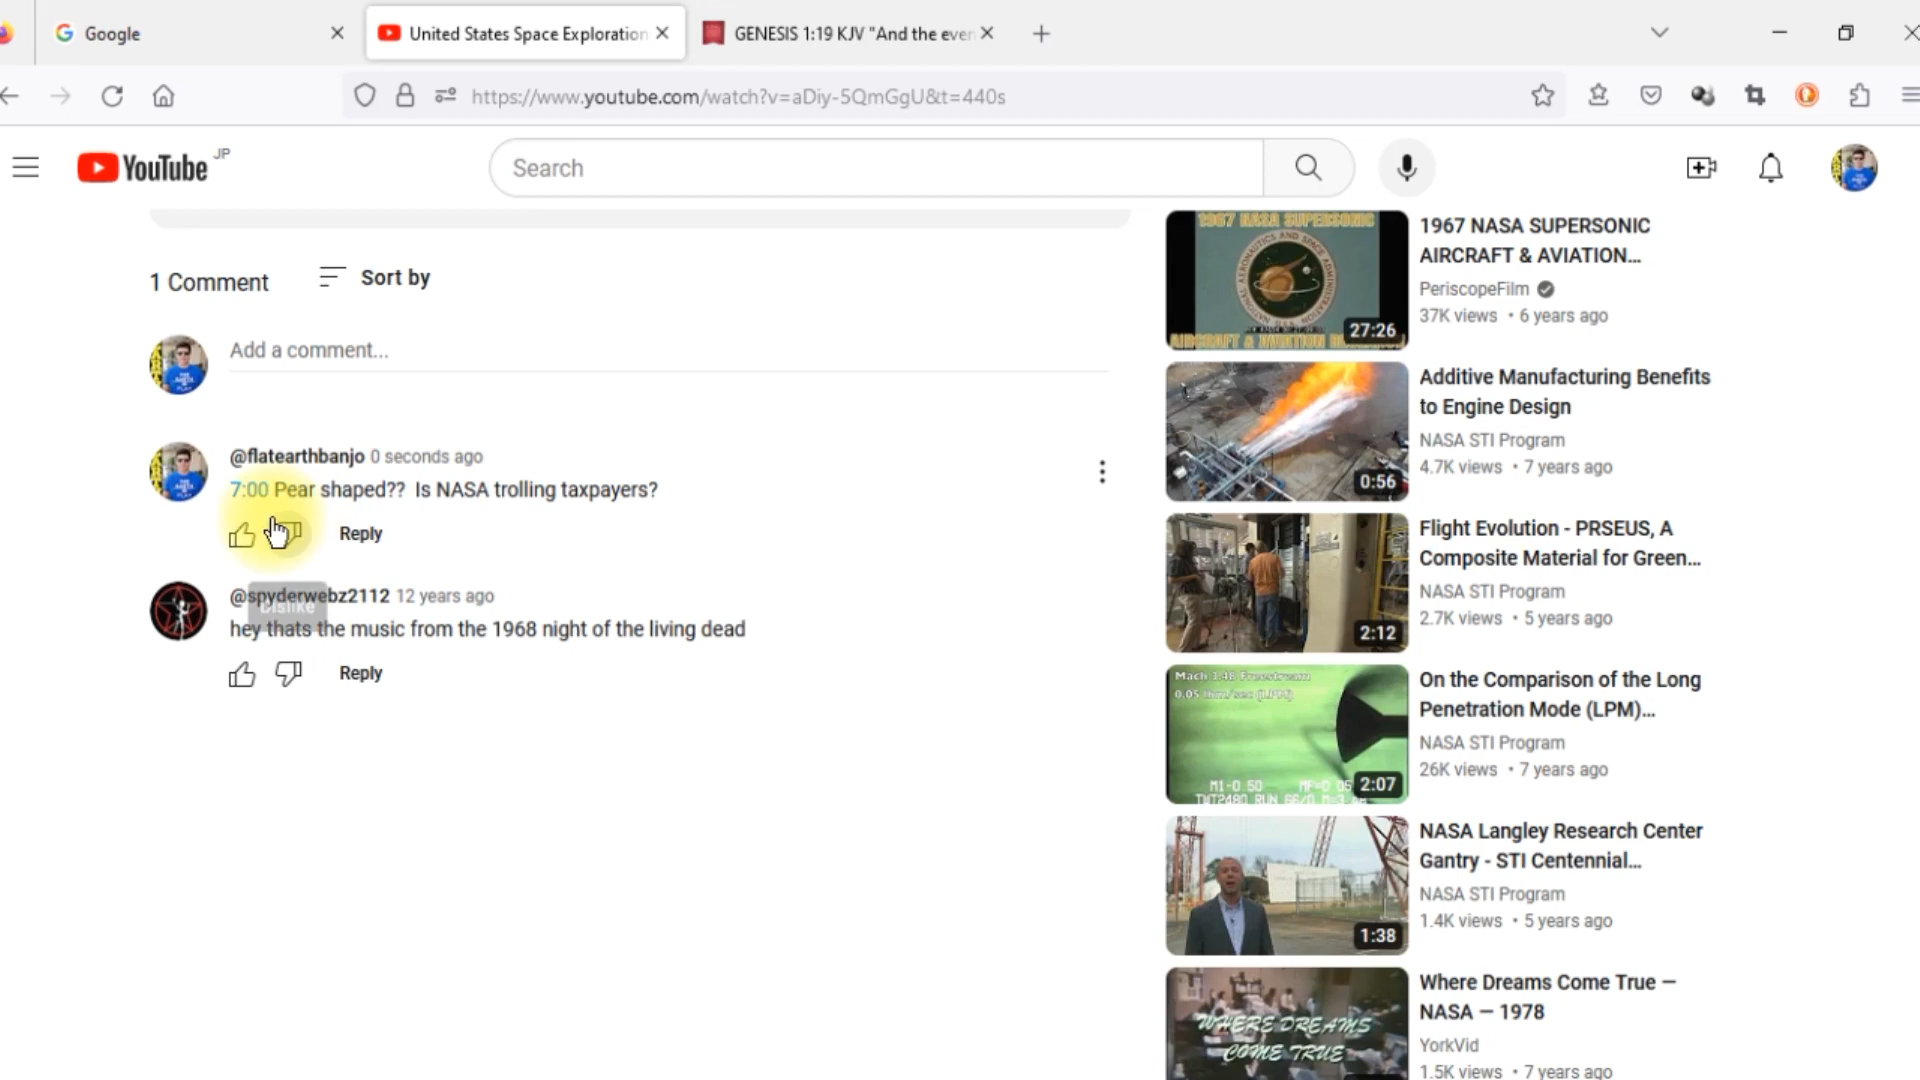 Google
United States Space Exploration
GENESIS 1:19 KJV "And the even
https://www.youtube.com/watch?v=aDiy-5QmGgU&t=440s
YouTube JP
Search
1 Comment
Sort by
Add a comment...
@flatearthbanjo 0 seconds ago
7:00 Pear shaped?? Is NASA trolling taxpayers?
Reply
Dislike
@spyderwebz2112 12 years ago
hey thats the music from the 1968 night of the living dead
Reply
1967 NASA SUPERSONIC
27:26
1967 NASA SUPERSONIC
AIRCRAFT & AVIATION...
PeriscopeFilm
37K views • 6 years ago
0:56
Additive Manufacturing Benefits
to Engine Design
NASA STI Program
4.7K views • 7 years ago
2:12
Flight Evolution - PRSEUS, A
Composite Material for Green...
NASA STI Program
2.7K views • 5 years ago
Mach 3.48 Freestream
2:07
On the Comparison of the Long
Penetration Mode (LPM)...
NASA STI Program
26K views • 7 years ago
1:38
NASA Langley Research Center
Gantry - STI Centennial...
NASA STI Program
1.4K views • 5 years ago
WHERE DREAMS
COME TRUE
Where Dreams Come True —
NASA — 1978
YorkVid
1.5K views • 7 years ago